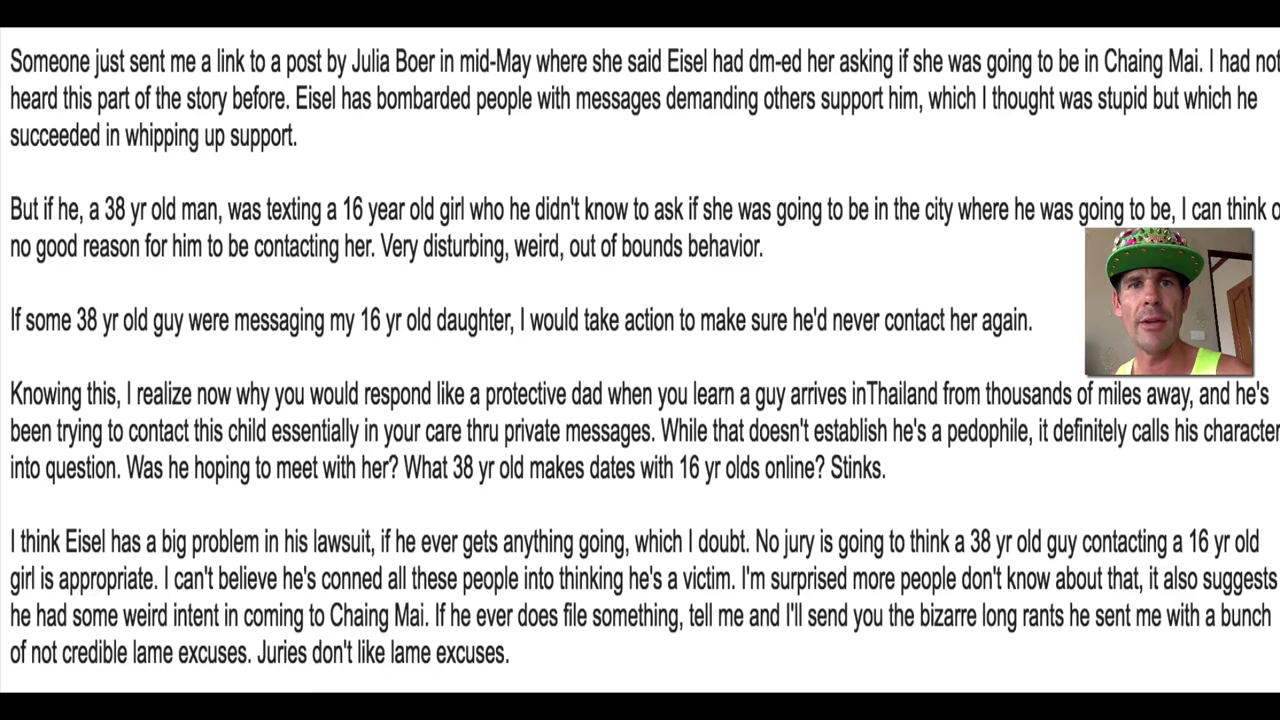 Someone just sent me a link to a post by Julia Boer in mid-May where she said Eisel had dm-ed her asking if she was going to be in Chaing Mai. I had not
heard this part of the story before. Eisel has bombarded people with messages demanding others support him, which I thought was stupid but which he
succeeded in whipping up support.
But if he, a 38 yr old man, was texting a 16 year old girl who he didn't know to ask if she was going to be in the city where he was going to be, I can think o
no good reason for him to be contacting her. Very disturbing, weird, out of bounds behavior.
If some 38 yr old guy were messaging my 16 yr old daughter, I would take action to make sure he'd never contact her again.
Knowing this, I realize now why you would respond like a protective dad when you learn a guy arrives inThailand from thousands of miles away, and he's
been trying to contact this child essentially in your care thru private messages. While that doesn't establish he's a pedophile, it definitely calls his character
into question. Was he hoping to meet with her? What 38 yr old makes dates with 16 yr olds online? Stinks.
I think Eisel has a big problem in his lawsuit, if he ever gets anything going, which I doubt. No jury is going to think a 38 yr old guy contacting a 16 yr old
girl is appropriate. I can't believe he's conned all these people into thinking he's a victim. I'm surprised more people don't know about that, it also suggests
he had some weird intent in coming to Chaing Mai. If he ever does file something, tell me and I'll send you the bizarre long rants he sent me with a bunch
of not credible lame excuses. Juries don't like lame excuses.